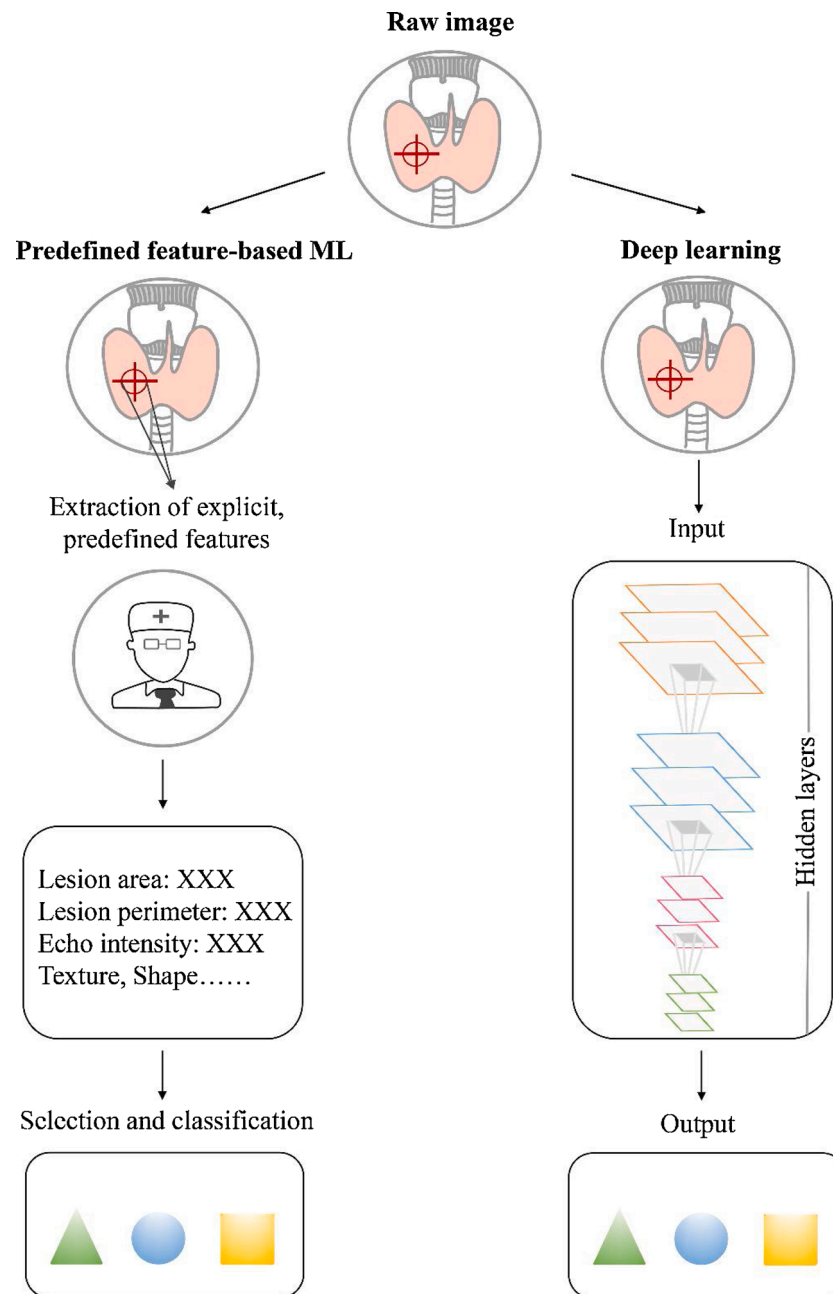 Raw image
Predefined feature-based ML
Extraction of explicit,
predefined features
Lesion area: XXX
Lesion perimeter: XXX
Echo intensity: XXX
Texture, Shape……
Selection and classification
Deep learning
Input
Hidden layers
Output